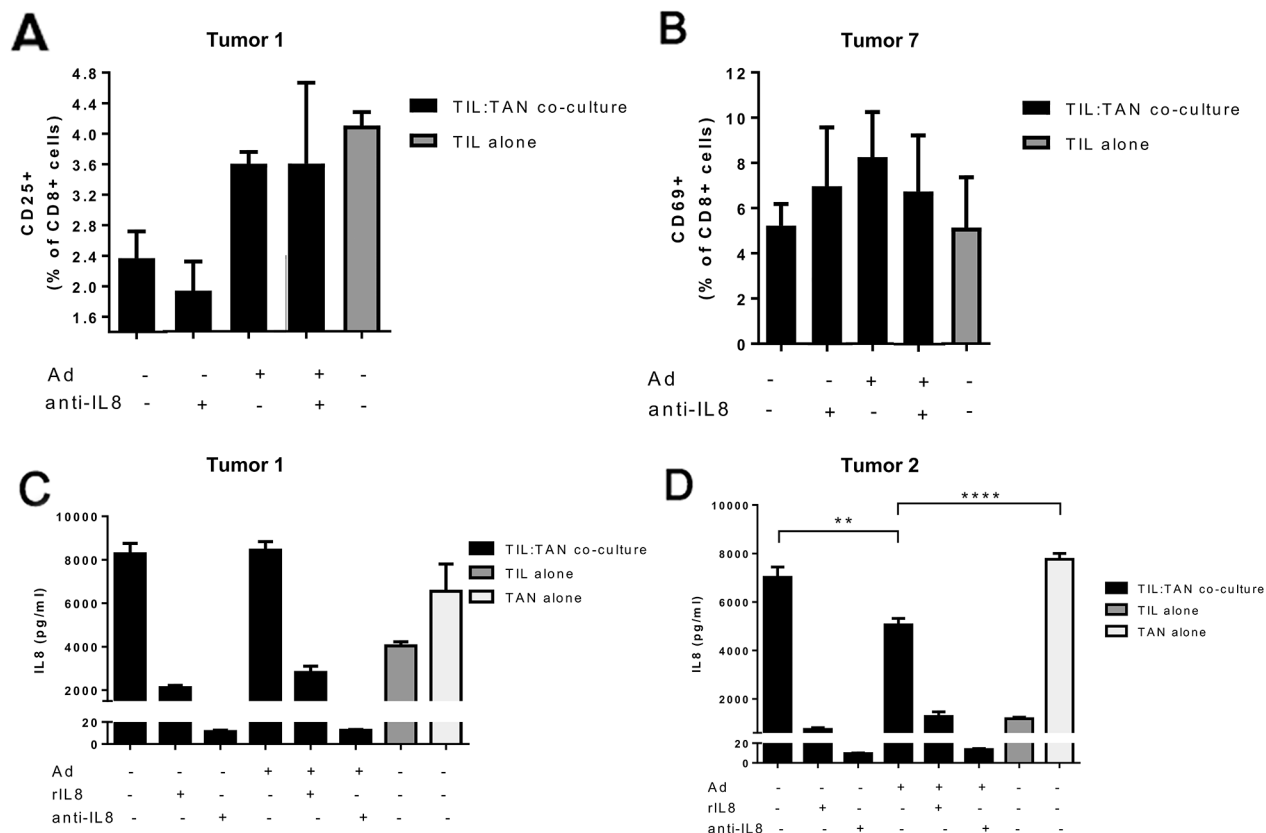 A
Tumor 1
4.8
4.4
4.0
3.6
3.2
2.8
2.4
2.0
1.6
CD25+
(% of CD8+ cells)
TIL:TAN co-culture
TIL alone
Ad - - + + -
anti-IL8 - + - + -
B
Tumor 7
12
10
8
6
4
2
0
CD69+
(% of CD8+ cells)
TIL:TAN co-culture
TIL alone
Ad - - + + -
anti-IL8 - + - + -
C
Tumor 1
10000
8000
6000
4000
2000
20
0
IL8 (pg/ml)
TIL:TAN co-culture
TIL alone
TAN alone
Ad - - - + + + - -
rIL8 - + - - + - - -
anti-IL8 - - + - - + - -
D
Tumor 2
10000
8000
6000
4000
2000
20
0
IL8 (pg/ml)
**
****
TIL:TAN co-culture
TIL alone
TAN alone
Ad - - - + + + - -
rIL8 - + - - + - - -
anti-IL8 - - + - - + - -